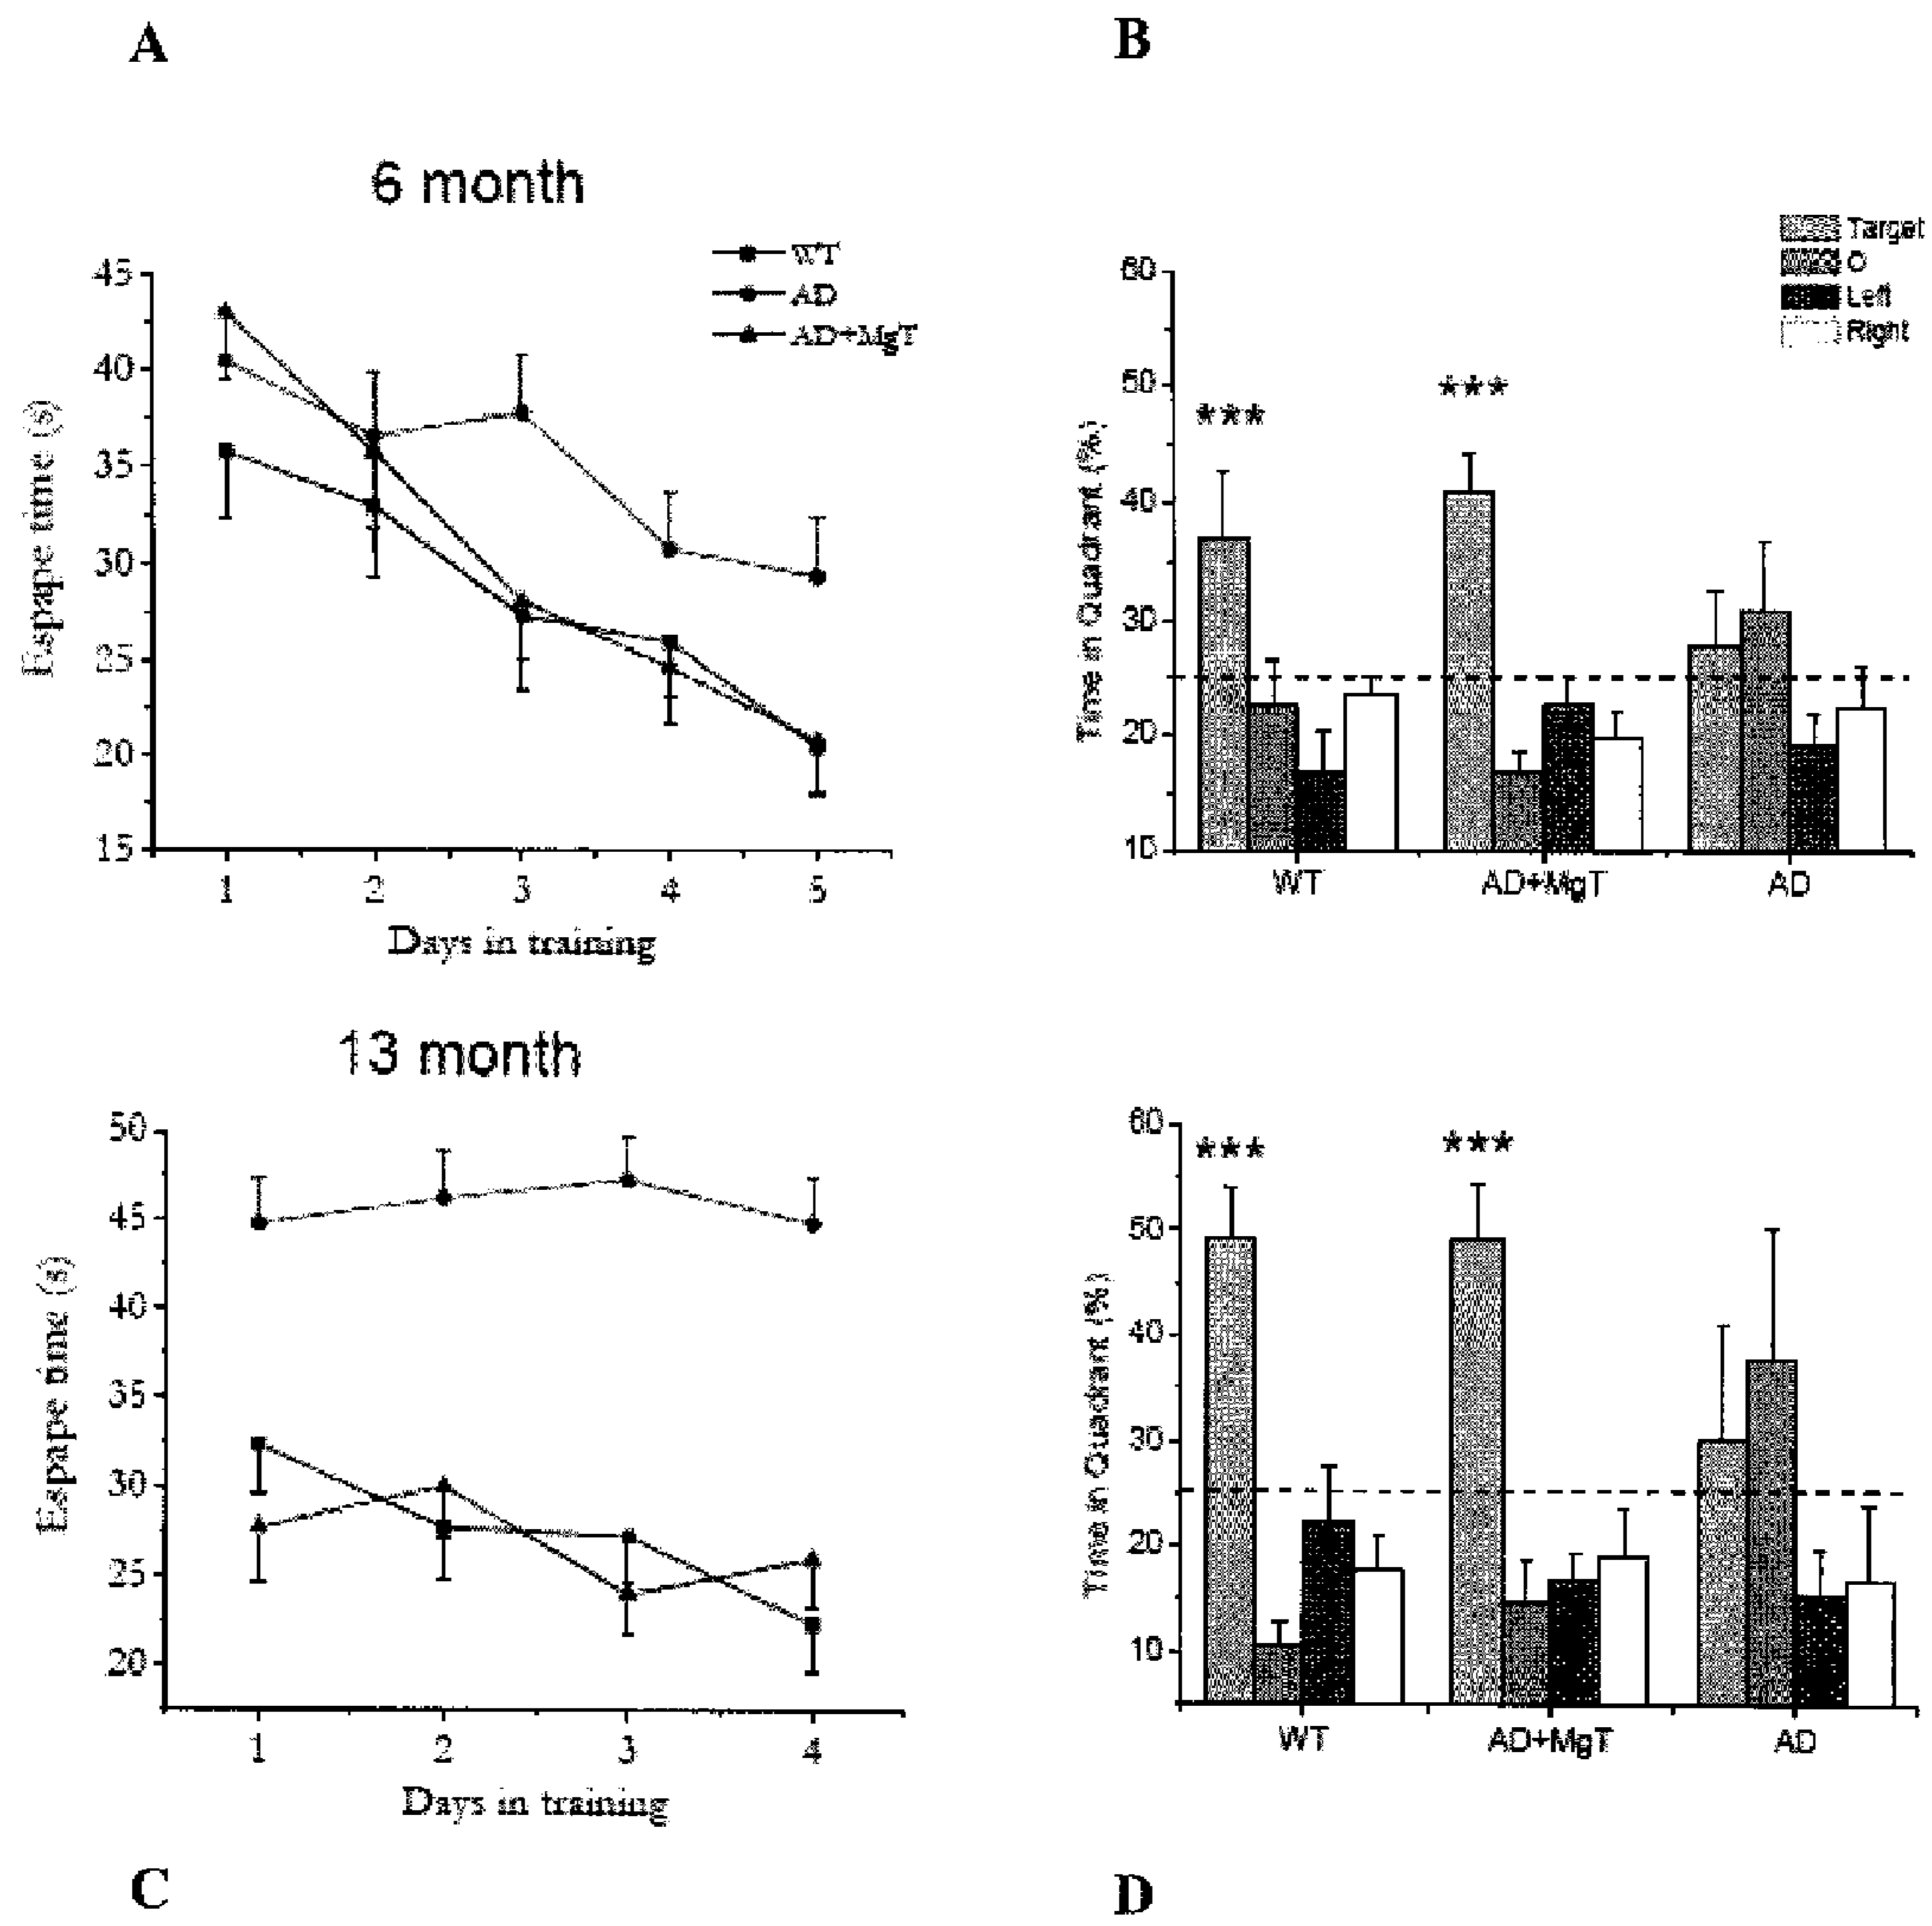 A
B
6 month
WT
AD
AD+MgT
45
40
35
30
25
20
15
Espape time (s)
1 2 3 4 5
Days in training
Target
O
Left
Right
60
50
40
30
20
10
Time in Quadrant (%)
*** ***
WT AD+MgT AD
13 month
50
45
40
35
30
25
20
Espape time (s)
1 2 3 4
Days in training
60
50
40
30
20
10
Time in Quadrant (%)
*** ***
WT AD+MgT AD
C
D